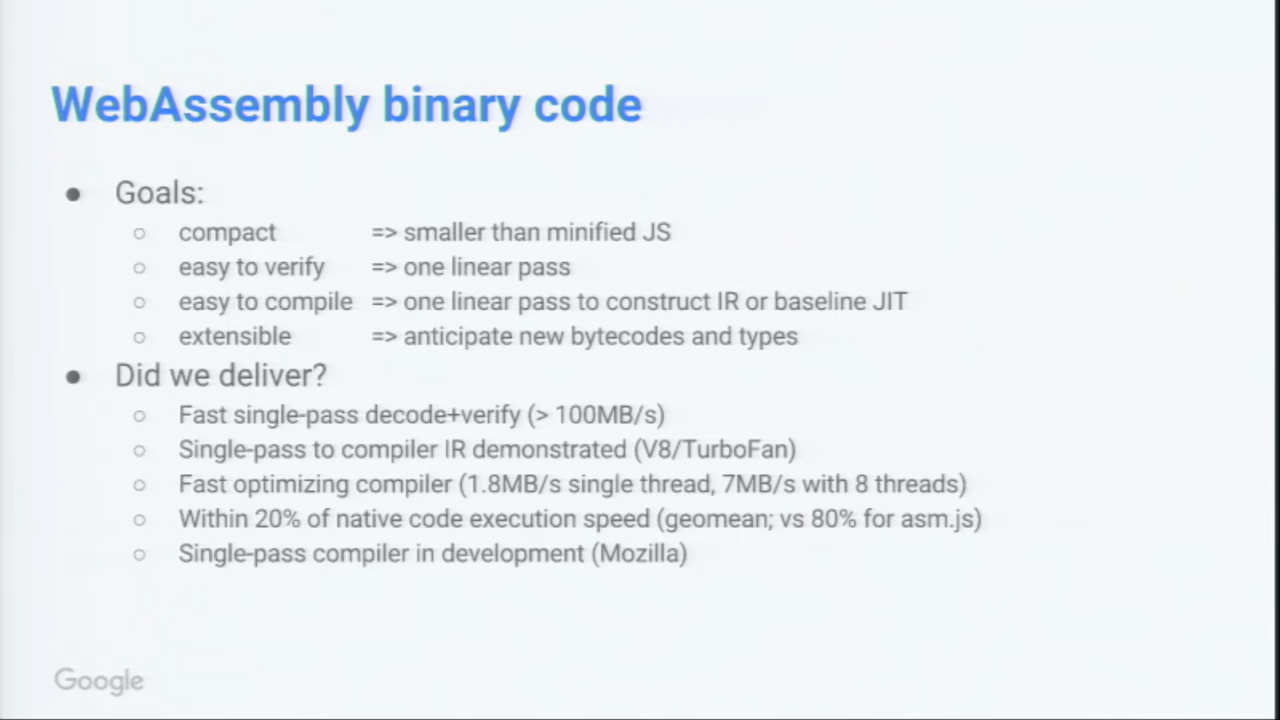 WebAssembly binary code
● Goals:
○ compact => smaller than minified JS
○ easy to verify => one linear pass
○ easy to compile => one linear pass to construct IR or baseline JIT
○ extensible => anticipate new bytecodes and types
● Did we deliver?
○ Fast single-pass decode+verify (> 100MB/s)
○ Single-pass to compiler IR demonstrated (V8/TurboFan)
○ Fast optimizing compiler (1.8MB/s single thread, 7MB/s with 8 threads)
○ Within 20% of native code execution speed (geomean; vs 80% for asm.js)
○ Single-pass compiler in development (Mozilla)
Google